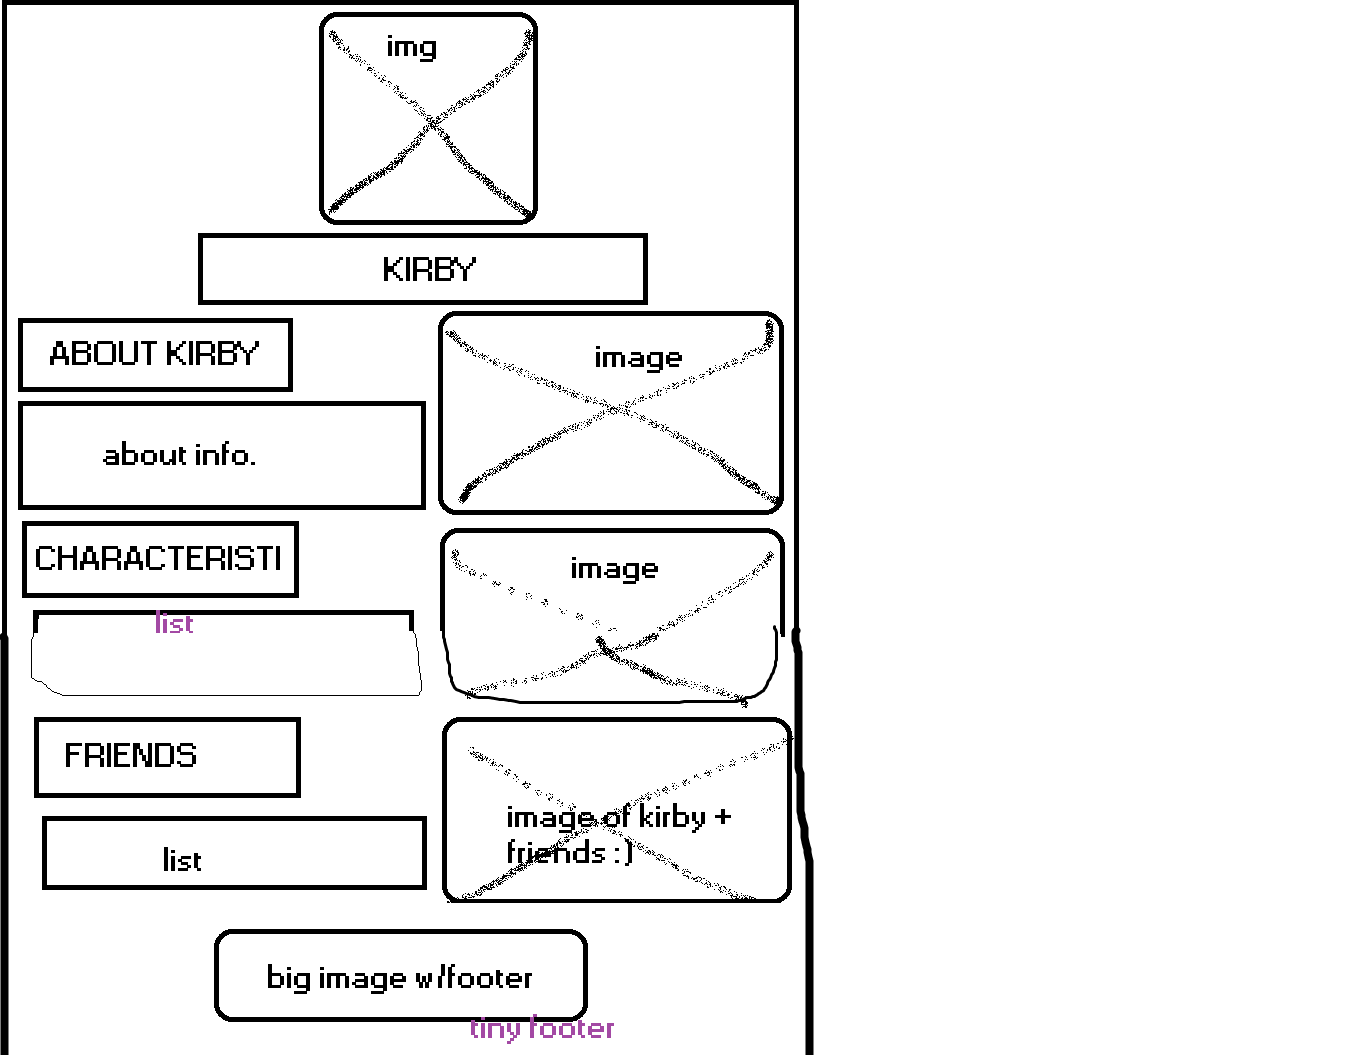 img
KIRBY
ABOUT KIRBY
image
about info.
CHARACTERISTI
image
list
FRIENDS
image of kirby +
friends :)
list
big image w/footer
tiny footer